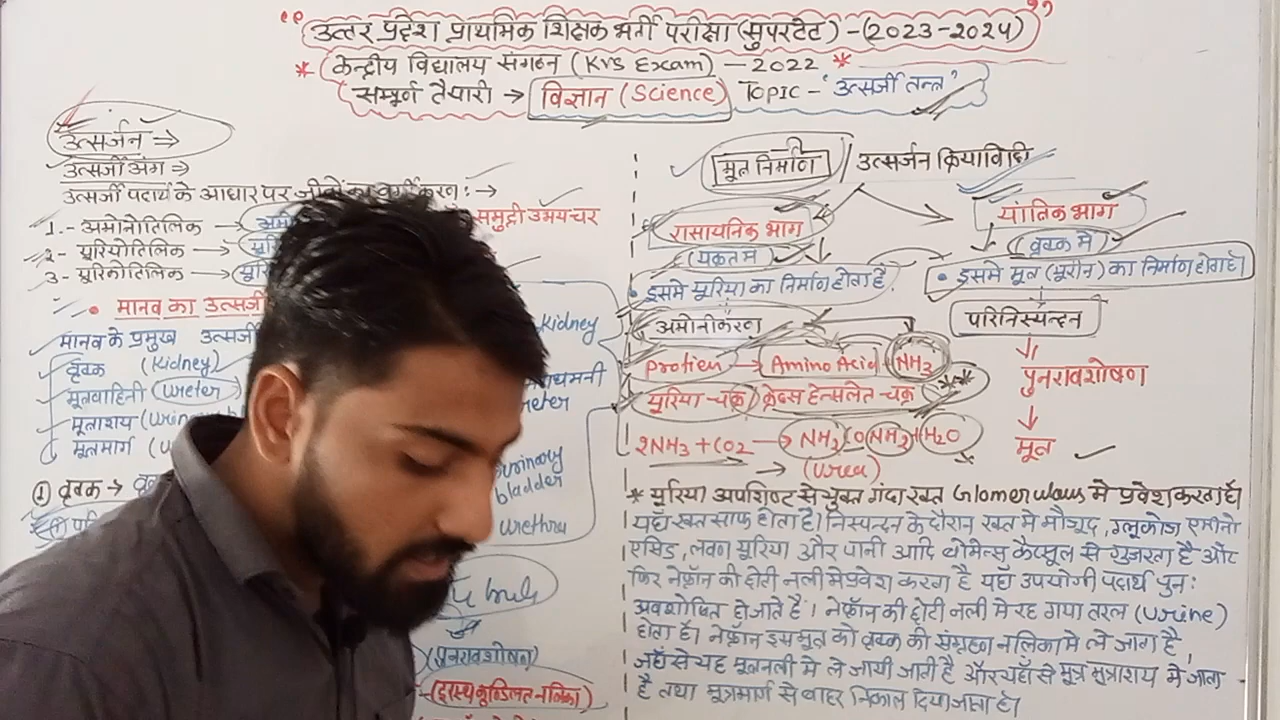 "उत्तर प्रदेश प्राथमिक शिक्षक भर्ती परीक्षा (सुपरटेट) - (2023-2024)"
* केन्द्रीय विद्यालय संगठन (KVS Exam) - 2022 *
सम्पूर्ण तैयारी → विज्ञान (Science) TOPIC - 'उत्सर्जी तन्त्र'
उत्सर्जन ⇒
उत्सर्जी अंग ⇒
उत्सर्जी पदार्थ के आधार पर
1.- अमोनोतिलिक →
समुद्री उभयचर
2- यूरियोतिलिक →
3- यूरिकोतिलिक →
• मानव का उत्सर्जी
मानव के प्रमुख उत्सर्जी
वृक्क (Kidney)
मूत्रवाहिनी (Ureter)
मूत्राशय
मूत्रमार्ग
① वृक्क →
Kidney
eter
urinary
bladder
urethra
(पुनरावशोषण)
कुण्डलित नलिका)
मूत्र निर्माण / उत्सर्जन क्रियाविधि
रासायनिक भाग
(यकृत में)
• इसमे यूरिया का निर्माण होता है
अमोनीकरण
Protien → Amino Acid NH3
यूरिया-चक्र / क्रेब्स हेन्सलेट-चक्र
2NH3 + CO2 → NH2CONH2 + H2O
→ (Urea)
यांत्रिक भाग
(वृक्क मे)
• इसमे मूत्र (यूरीन) का निर्माण होता है।
परिनिस्यन्दन
↓
पुनरावशोषण
↓
मूत्र
* यूरिया अपशिष्ट से युक्त गंदा रक्त Glomerulaus मे प्रवेश करता है।
यहाँ रक्त साफ होता है। निस्यन्दन के दौरान रक्त मे मौजूद, ग्लूकोज एमीनो
एसिड, लवण यूरिया और पानी आदि बोमेन्स कैप्सूल से गुजरता है और
फिर नेफ्रॉन की छोटी नली मे प्रवेश करता है यहाँ उपयोगी पदार्थ पुनः
अवशोषित हो जाते हैं। नेफ्रॉन की छोटी नली मे रह गया तरल (Urine)
होता है। नेफ्रॉन इस मूत्र को वृक्क की संग्रहण नलिका मे ले जाता है,
जहाँ से यह मूत्रनली मे ले जायी जाती है और यहाँ से मूत्र मूत्राशय मे जाता
है तथा मूत्रमार्ग से बाहर निकाल दिया जाता है।